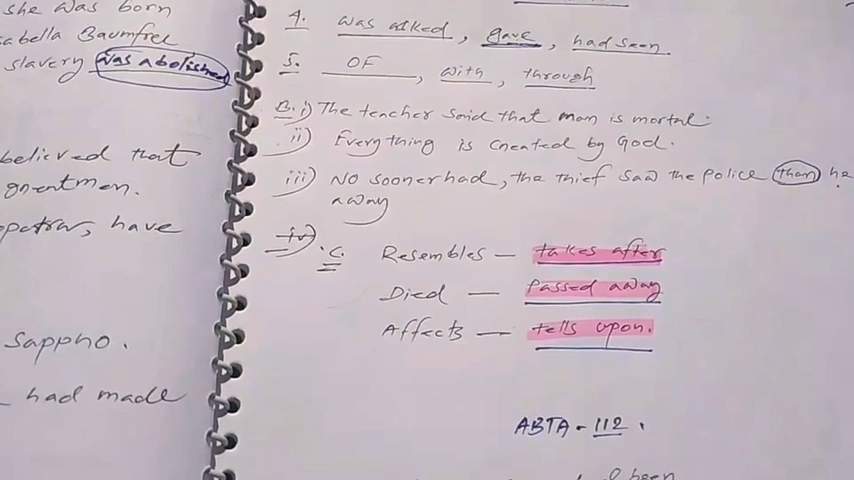 she was born
Baumfree
slavery was abolished
believed that
have
sappho.
had made
4. was asked, gave, had seen
5. OF, with, through
B. i) The teacher said that man is mortal.
ii) Everything is created by God.
iii) No sooner had, the thief saw the police than he
away
iv) . C. Resembles – takes after
Died – Passed away
Affects – tells upon.
ABTA - 112 .
been